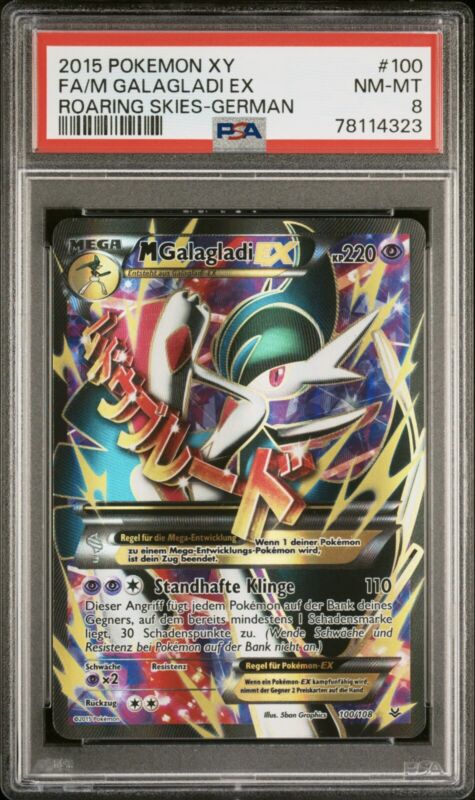 2015 POKEMON XY #100
FA/M GALAGLADI EX NM-MT
ROARING SKIES-GERMAN 8
PSA 78114323
MEGA
MGalagladi EX KP220
Entsteht aus Galagladi-EX
Regel für die Mega-Entwicklung Wenn 1 deiner Pokémon
zu einem Mega-Entwicklungs-Pokémon wird,
ist dein Zug beendet.
Standhafte Klinge 110
Dieser Angriff fügt jedem Pokémon auf der Bank deines
Gegners, auf dem bereits mindestens 1 Schadensmarke
liegt, 30 Schadenspunkte zu. (Wende Schwäche und
Resistenz bei Pokémon auf der Bank nicht an.)
Schwäche Resistenz Regel für Pokémon-EX
×2 Wenn ein Pokémon-EX kampfunfähig wird,
nimmt der Gegner 2 Preiskarten auf die Hand.
Rückzug
©2015 Pokémon Illus. 5ban Graphics 100/108